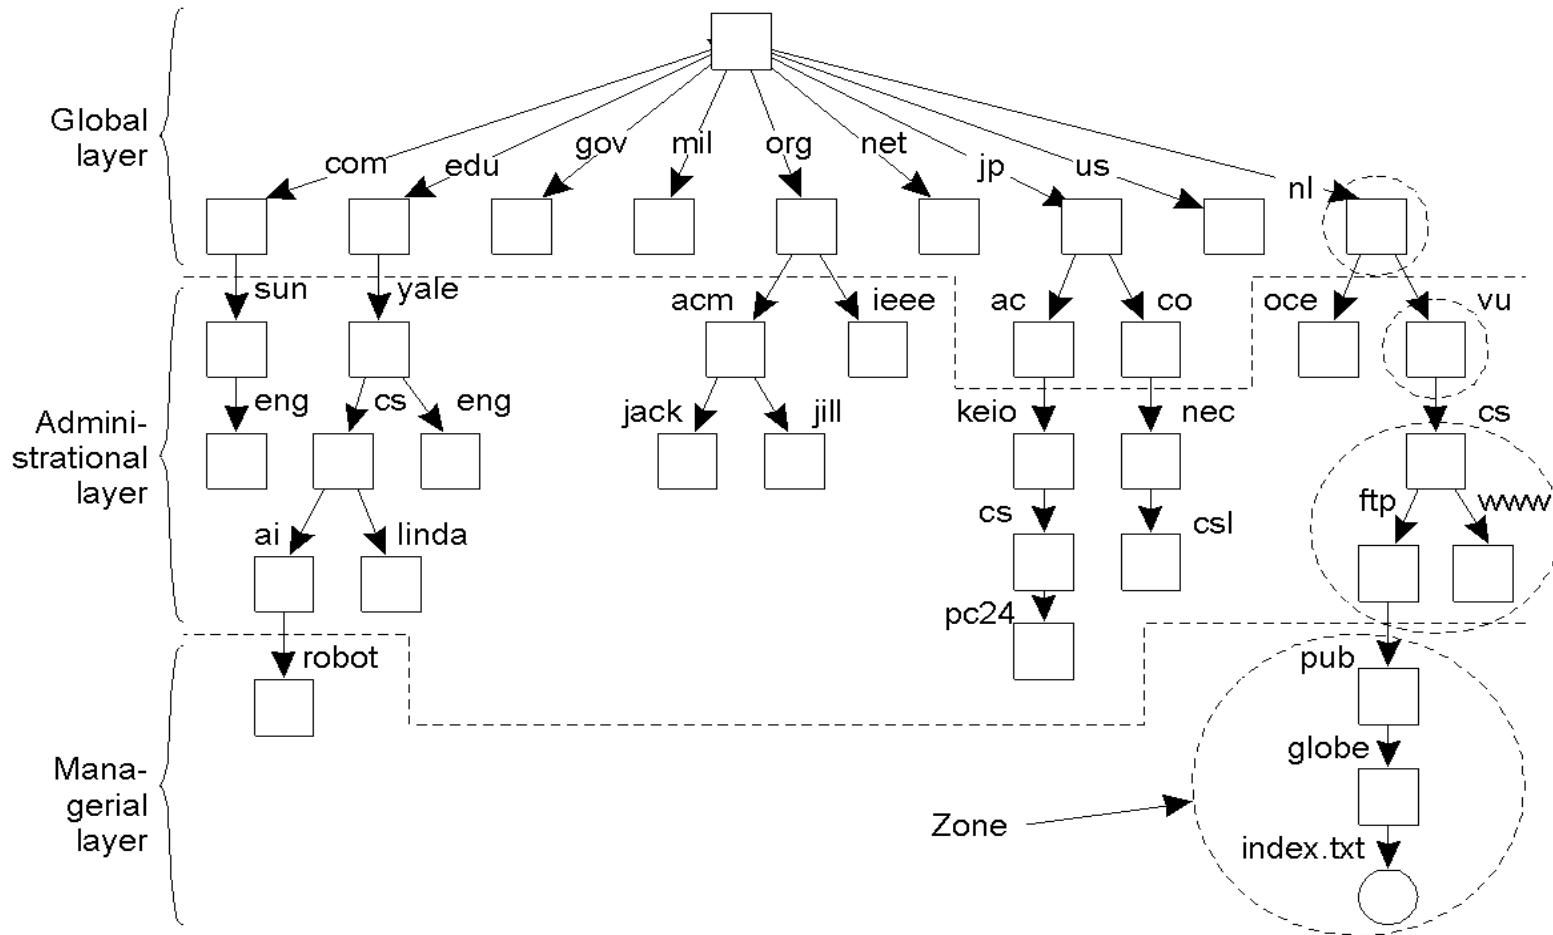 Global
layer
com
edu
gov
mil
org
net
jp
us
nl
sun
yale
acm
ieee
ac
co
oce
vu
Admini-
strational
layer
eng
cs
eng
jack
jill
keio
nec
cs
ai
linda
cs
csl
ftp
www
pc24
robot
pub
Mana-
gerial
layer
globe
Zone
index.txt